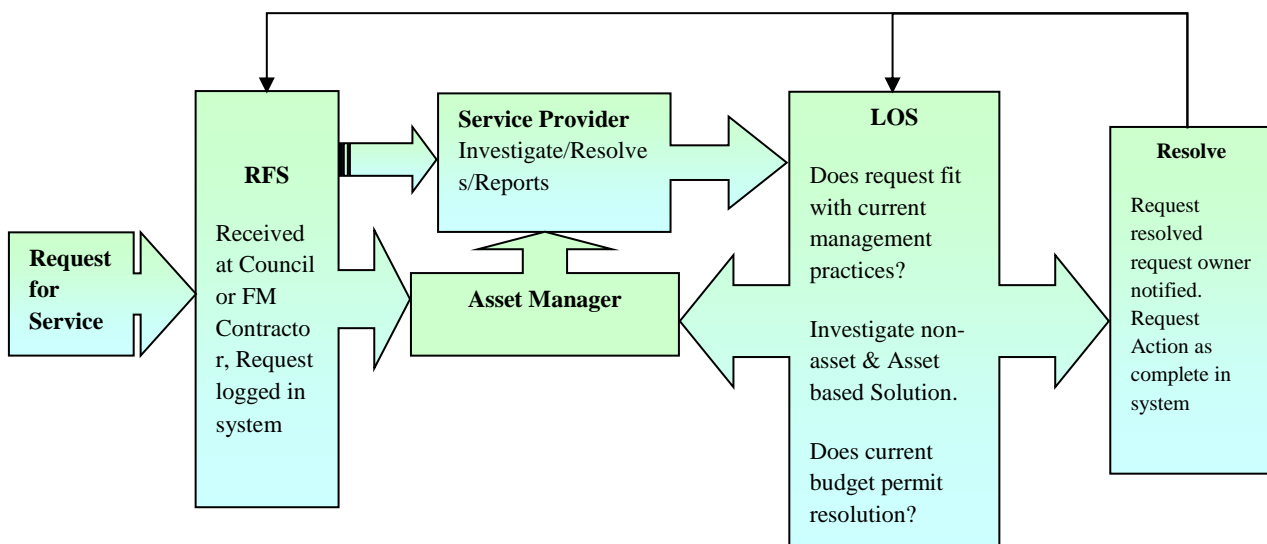 Request
for
Service
RFS
Received
at Council
or FM
Contracto
r, Request
logged in
system
Service Provider
Investigate/Resolve
s/Reports
Asset Manager
LOS
Does request fit
with current
management
practices?
Investigate non-
asset & Asset
based Solution.
Does current
budget permit
resolution?
Resolve
Request
resolved
request owner
notified.
Request
Action as
complete in
system